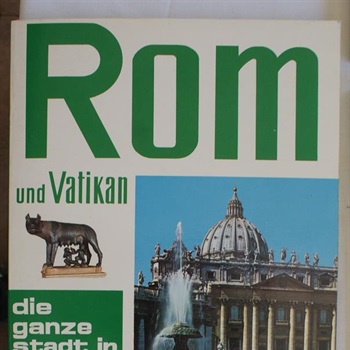 Rom
und Vatikan
die
ganze
stadt in